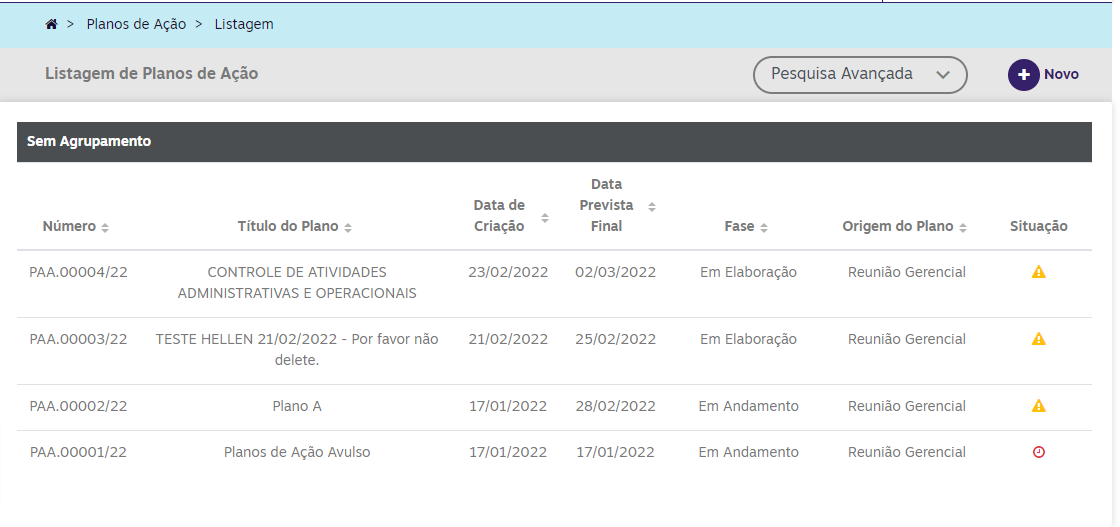 > Planos de Ação > Listagem
Listagem de Planos de Ação
Pesquisa Avançada
Novo
Sem Agrupamento
Número Título do Plano Data de Criação Data Prevista Final Fase Origem do Plano Situação
PAA.00004/22 CONTROLE DE ATIVIDADES 23/02/2022 02/03/2022 Em Elaboração Reunião Gerencial
ADMINISTRATIVAS E OPERACIONAIS
PAA.00003/22 TESTE HELLEN 21/02/2022 - Por favor não 21/02/2022 25/02/2022 Em Elaboração Reunião Gerencial
delete.
PAA.00002/22 Plano A 17/01/2022 28/02/2022 Em Andamento Reunião Gerencial
PAA.00001/22 Planos de Ação Avulso 17/01/2022 17/01/2022 Em Andamento Reunião Gerencial